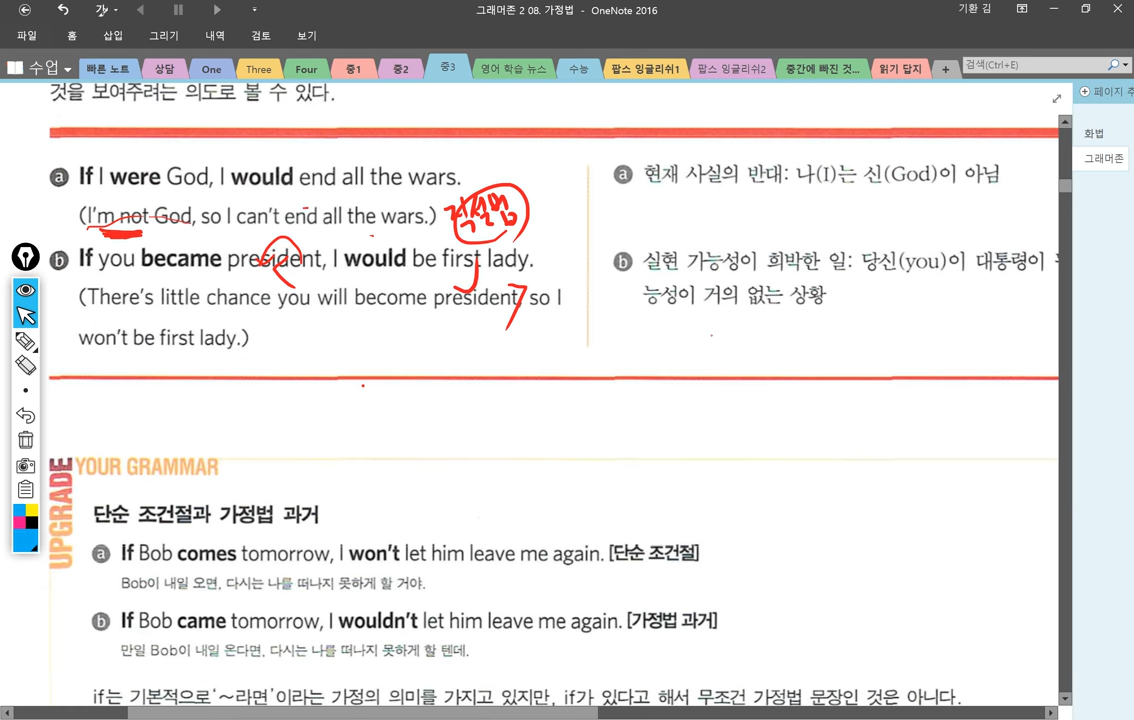 그래머존 2 08. 가정법 - OneNote 2016
기환 김
파일 홈 삽입 그리기 내역 검토 보기
수업 빠른 노트 상담 One Three Four 중1 중2 중3 영어 학습 뉴스 수능 팝스 잉글리쉬1 팝스 잉글리쉬2 중간에 빠진 것... 읽기 답지 +
검색(Ctrl+E)
페이지 추
화법
그래머존
것을 보여주려는 의도로 볼 수 있다.
a If I were God, I would end all the wars.
(I'm not God, so I can't end all the wars.)
b If you became president, I would be first lady.
(There's little chance you will become president, so I
won't be first lady.)
a 현재 사실의 반대: 나(I)는 신(God)이 아님
b 실현 가능성이 희박한 일: 당신(you)이 대통령이
능성이 거의 없는 상황
UPGRADE YOUR GRAMMAR
단순 조건절과 가정법 과거
a If Bob comes tomorrow, I won't let him leave me again. [단순 조건절]
Bob이 내일 오면, 다시는 나를 떠나지 못하게 할 거야.
b If Bob came tomorrow, I wouldn't let him leave me again. [가정법 과거]
만일 Bob이 내일 온다면, 다시는 나를 떠나지 못하게 할 텐데.
if는 기본적으로 '~라면'이라는 가정의 의미를 가지고 있지만, if가 있다고 해서 무조건 가정법 문장인 것은 아니다.